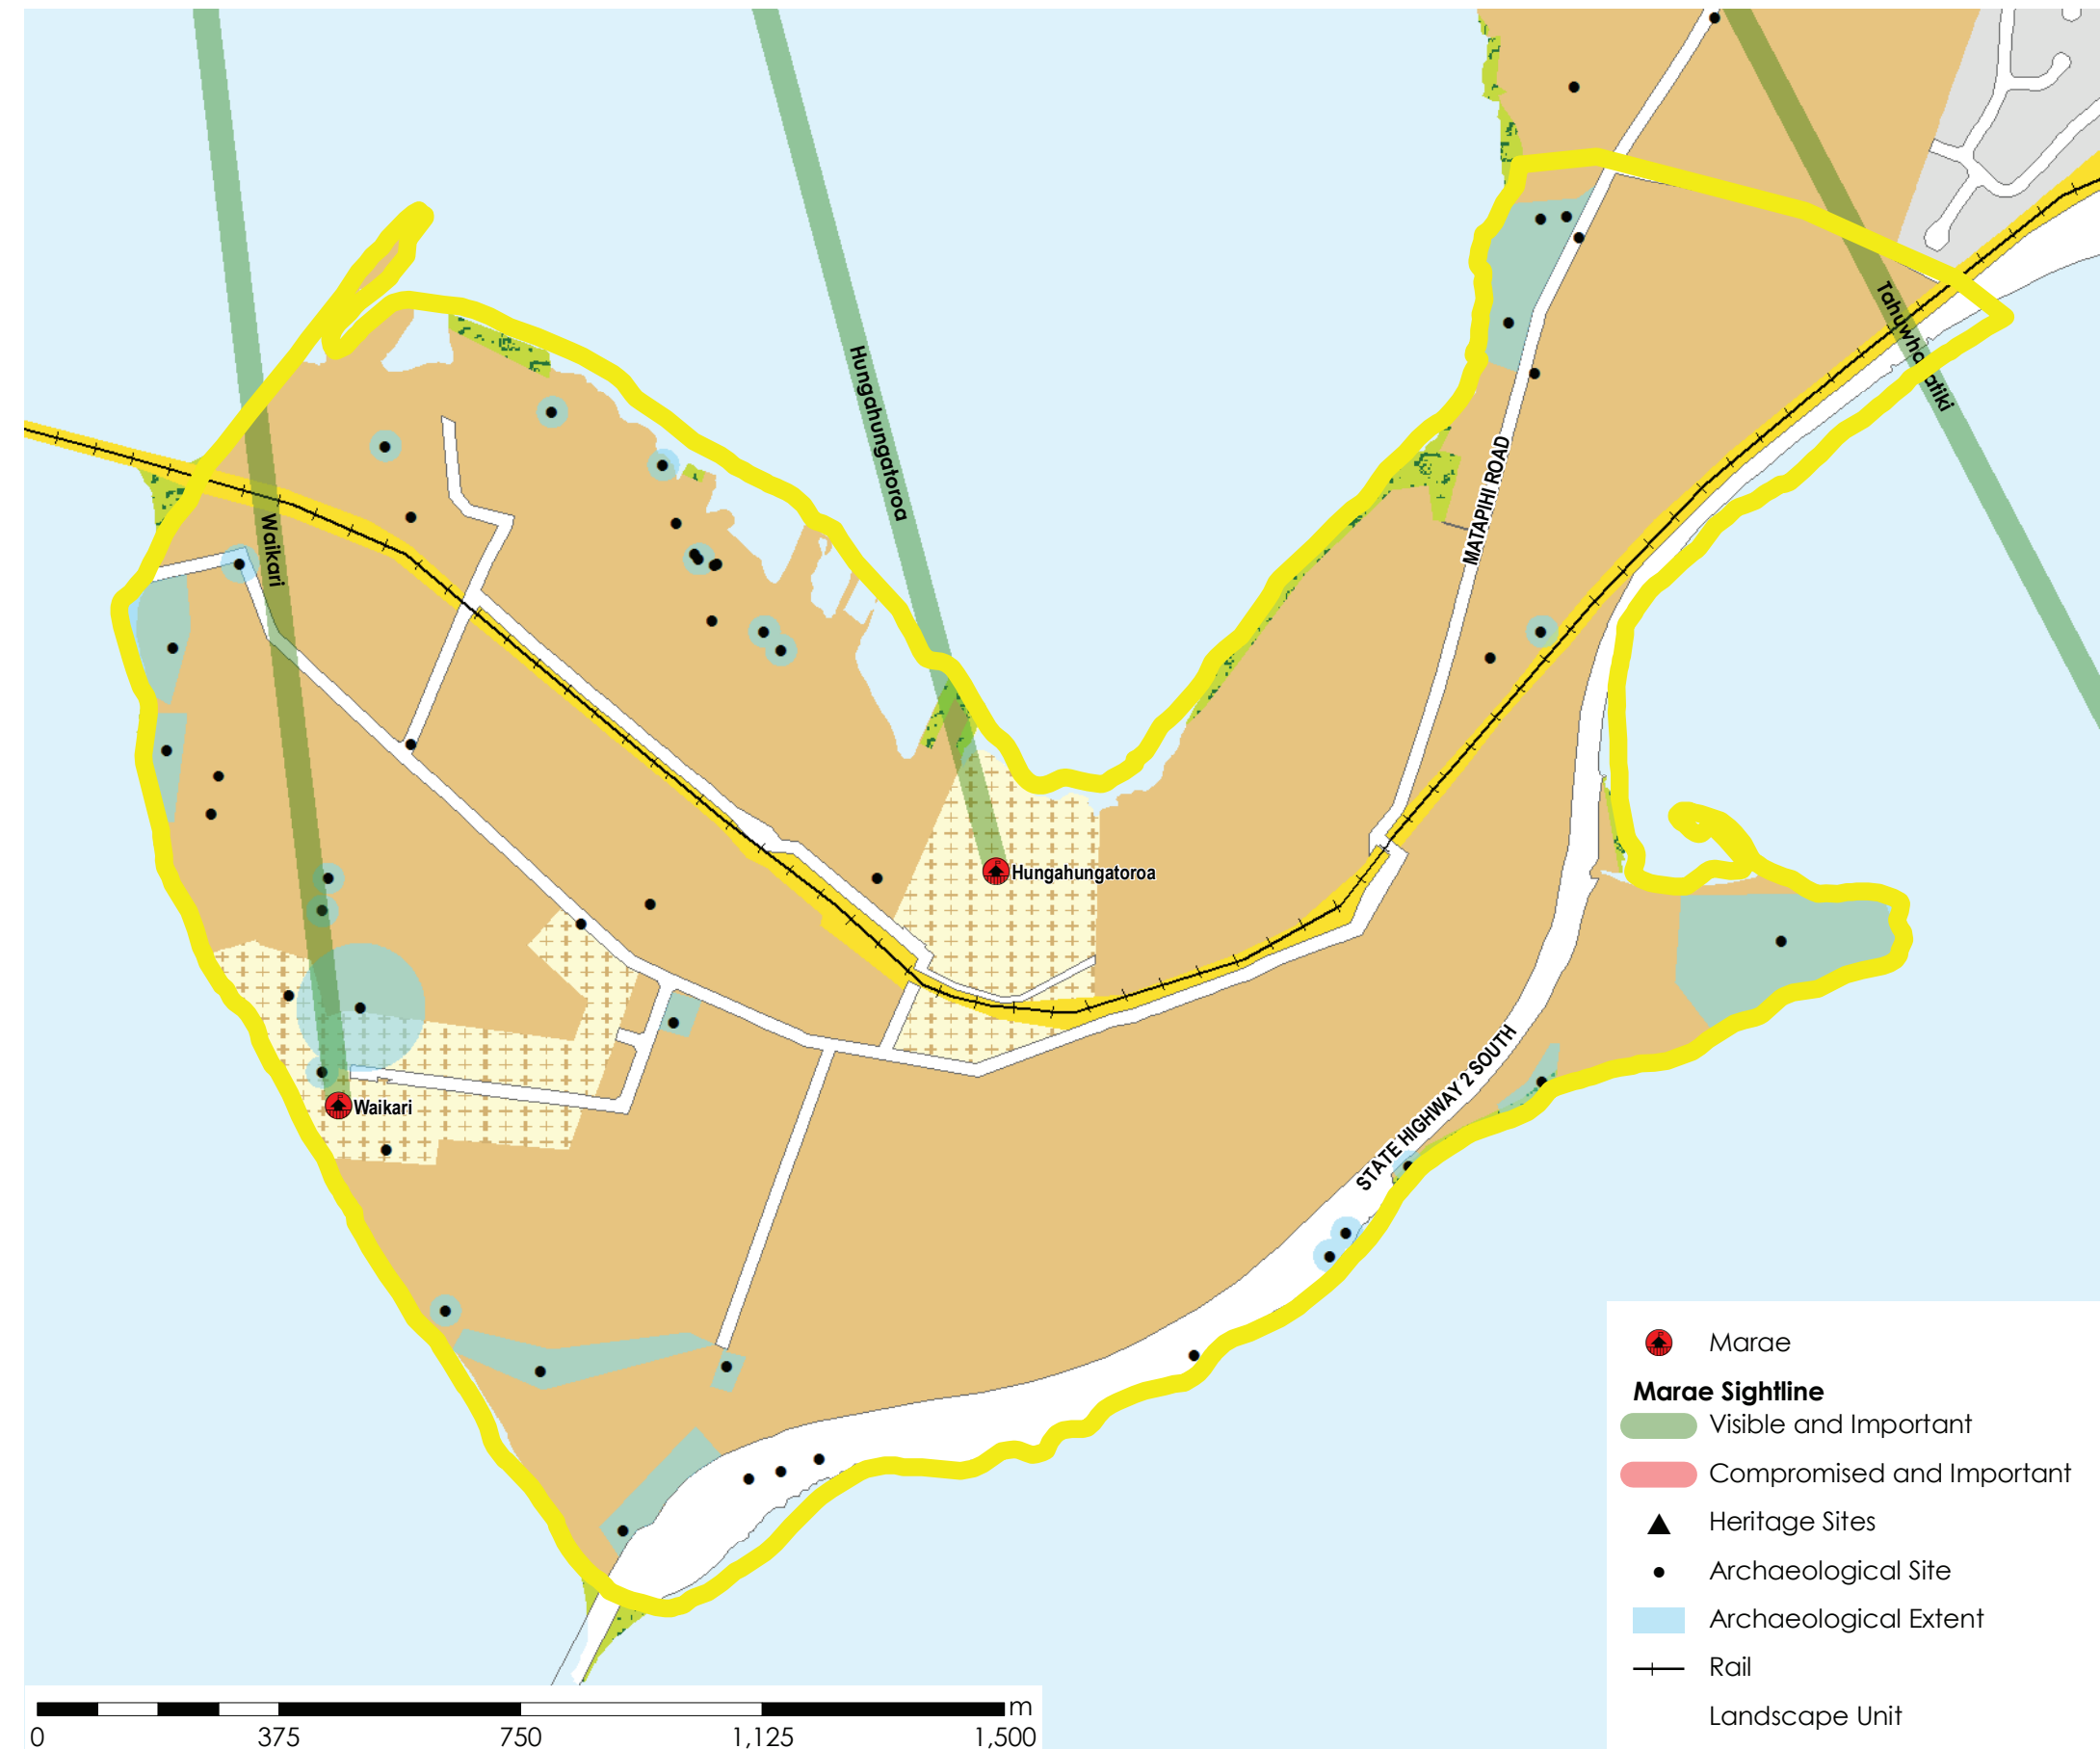 Tahuwhakatiki
Hungahungatoroa
MATAPIHI ROAD
Waikari
Hungahungatoroa
STATE HIGHWAY 2 SOUTH
Waikari
Marae
Marae Sightline
Visible and Important
Compromised and Important
Heritage Sites
Archaeological Site
Archaeological Extent
Rail
Landscape Unit
m
0 375 750 1,125 1,500